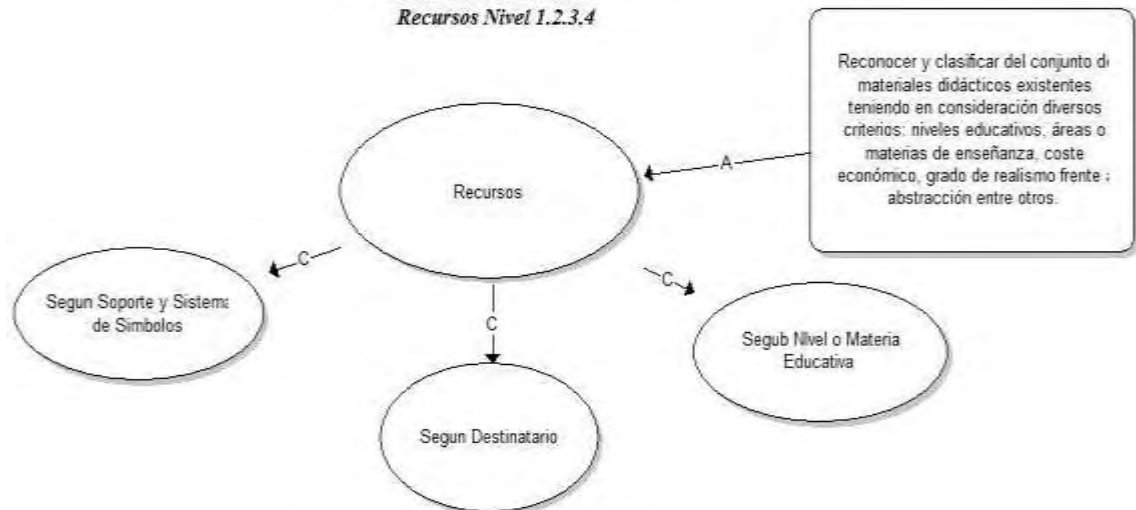 Recursos Nivel 1.2.3.4
Reconocer y clasificar del conjunto de
materiales didácticos existentes
teniendo en consideración diversos
criterios: niveles educativos, áreas o
materias de enseñanza, coste
económico, grado de realismo frente a
abstracción entre otros.
A
Recursos
C
C
C
Segun Soporte y Sistema
de Simbolos
Segub NIvel o Materia
Educativa
Segun Destinatario